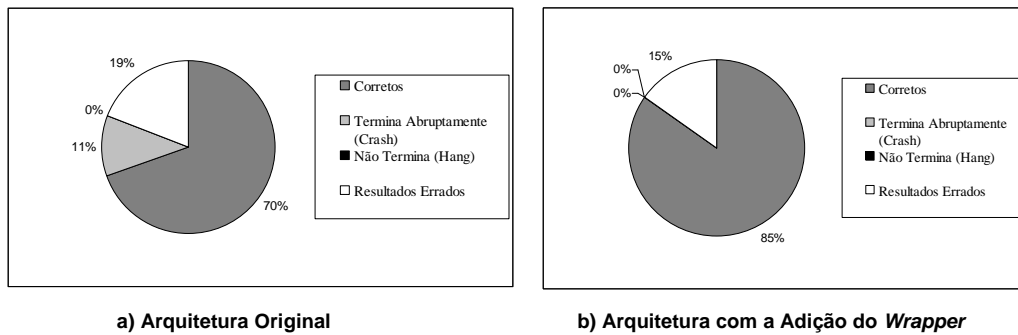 19%
0%
11%
70%
Corretos
Termina Abruptamente
(Crash)
Não Termina (Hang)
Resultados Errados
a) Arquitetura Original
15%
0%
0%
85%
Corretos
Termina Abruptamente
(Crash)
Não Termina (Hang)
Resultados Errados
b) Arquitetura com a Adição do Wrapper